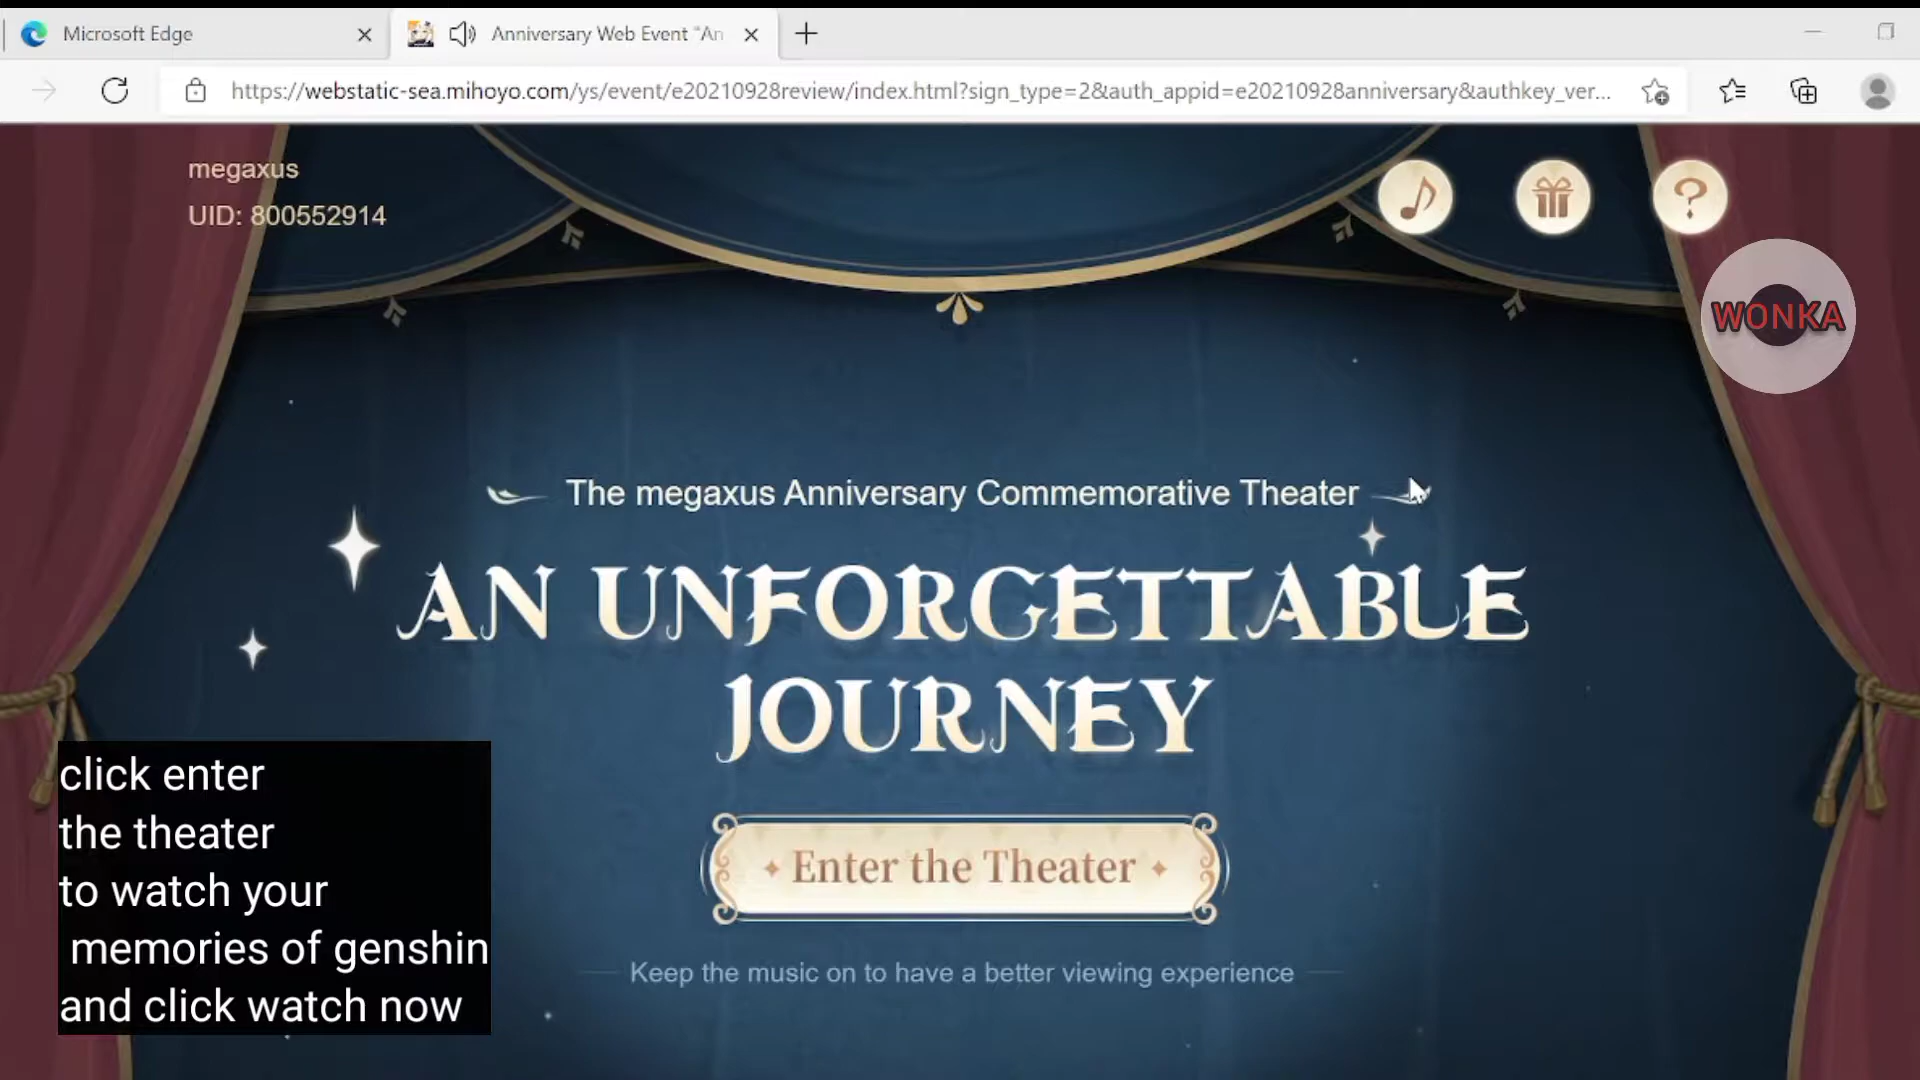 Microsoft Edge
Anniversary Web Event "An
https://webstatic-sea.mihoyo.com/ys/event/e20210928review/index.html?sign_type=2&auth_appid=e20210928anniversary&authkey_ver...
megaxus
UID: 800552914
WONKA
The megaxus Anniversary Commemorative Theater
AN UNFORGETTABLE
JOURNEY
Enter the Theater
Keep the music on to have a better viewing experience
click enter
the theater
to watch your
memories of genshin
and click watch now